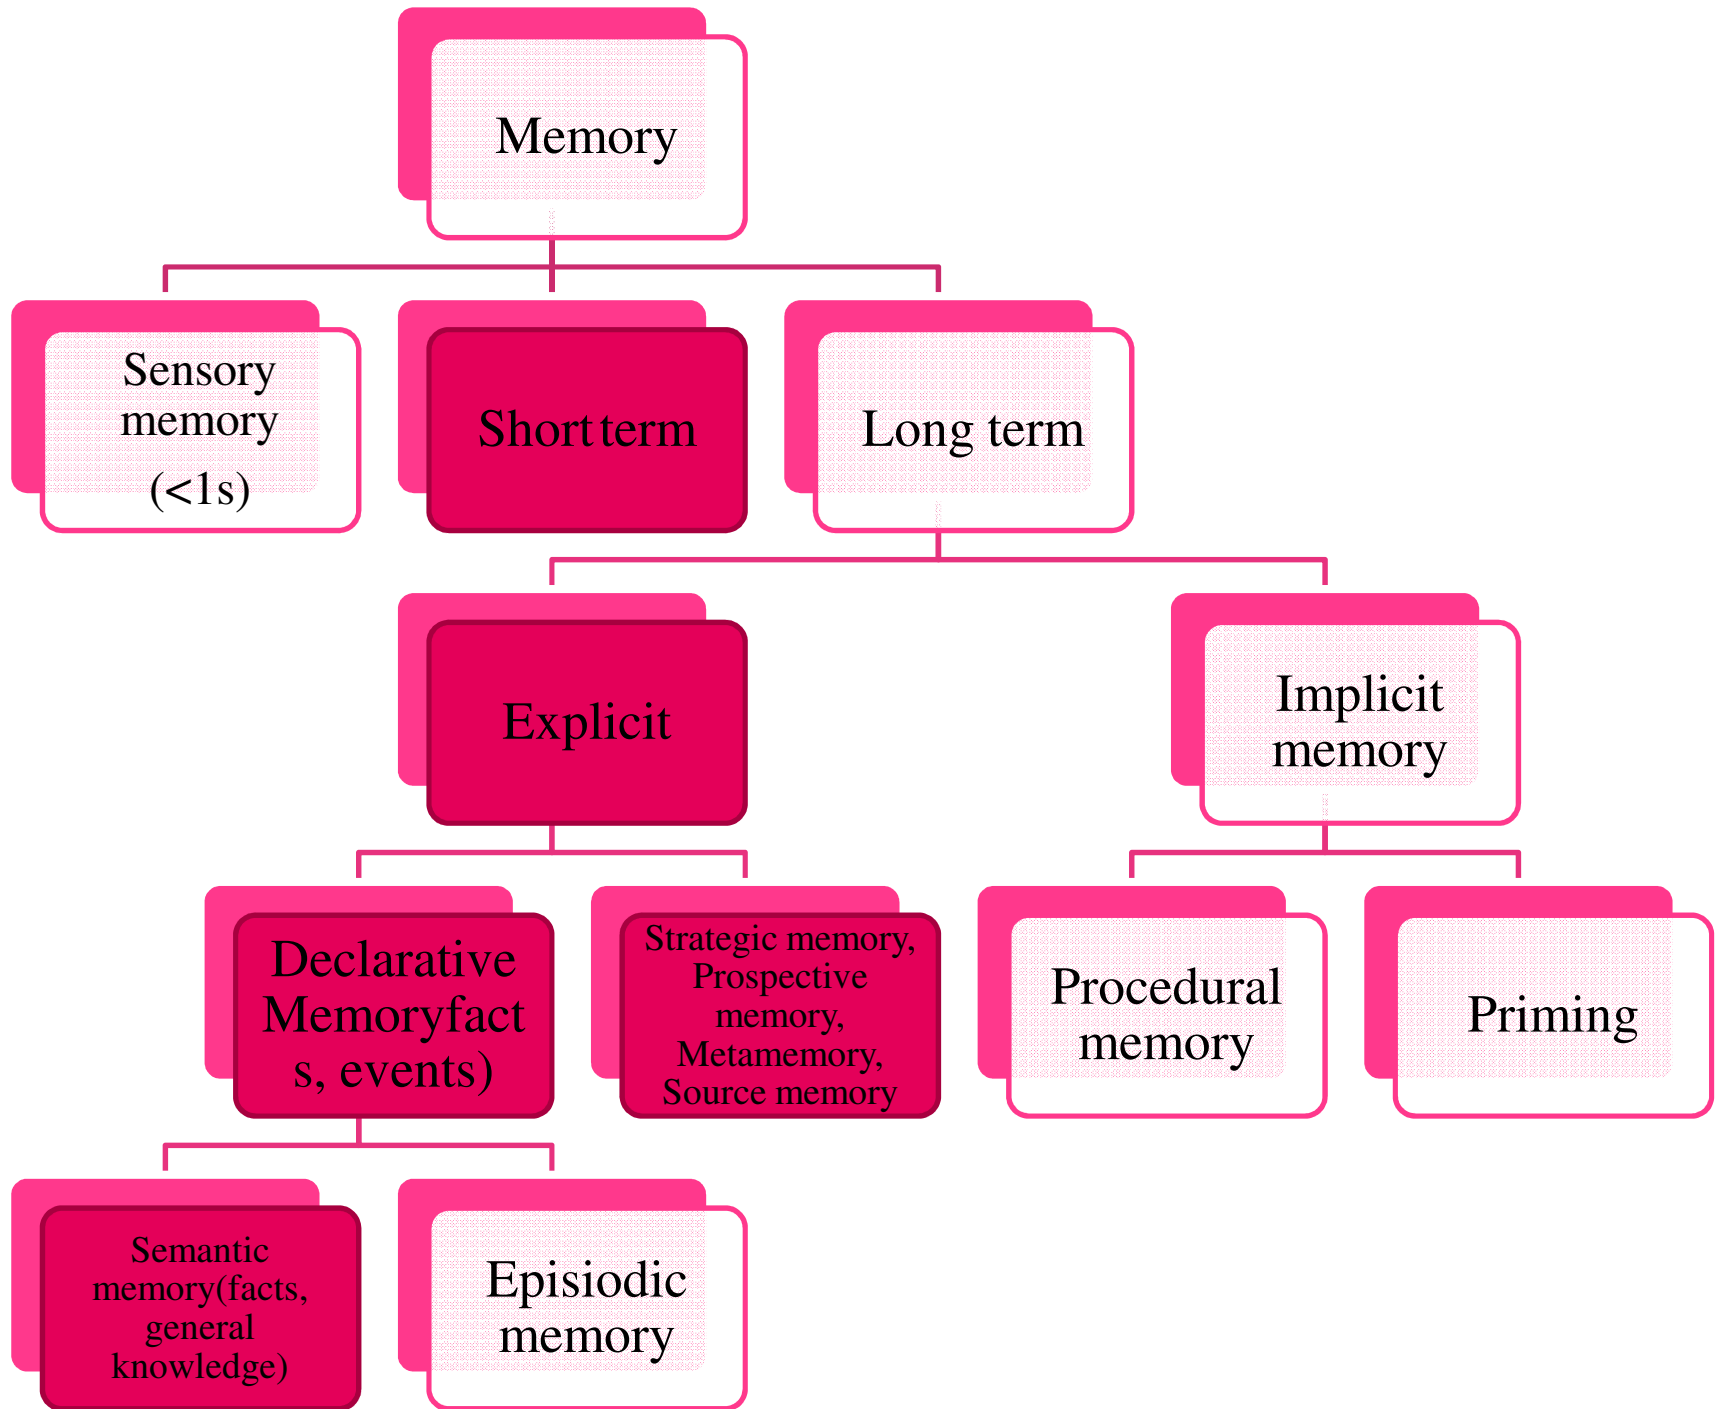 Memory
Sensory
memory
(<1s)
Short term
Long term
Explicit
Implicit
memory
Declarative
Memoryfact
s, events)
Strategic memory,
Prospective
memory,
Metamemory,
Source memory
Procedural
memory
Priming
Semantic
memory(facts,
general
knowledge)
Episiodic
memory